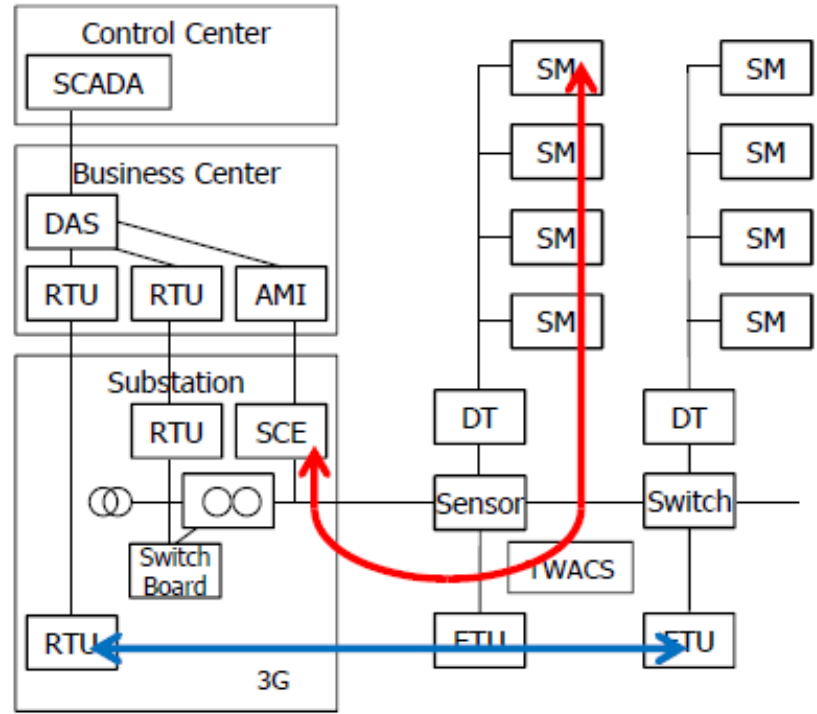 Control Center
SCADA
Business Center
DAS
RTU
RTU
AMI
Substation
RTU
SCE
Switch
Board
RTU
3G
SM
SM
SM
SM
DT
Sensor
TWACS
FTU
SM
SM
SM
SM
DT
Switch
FTU